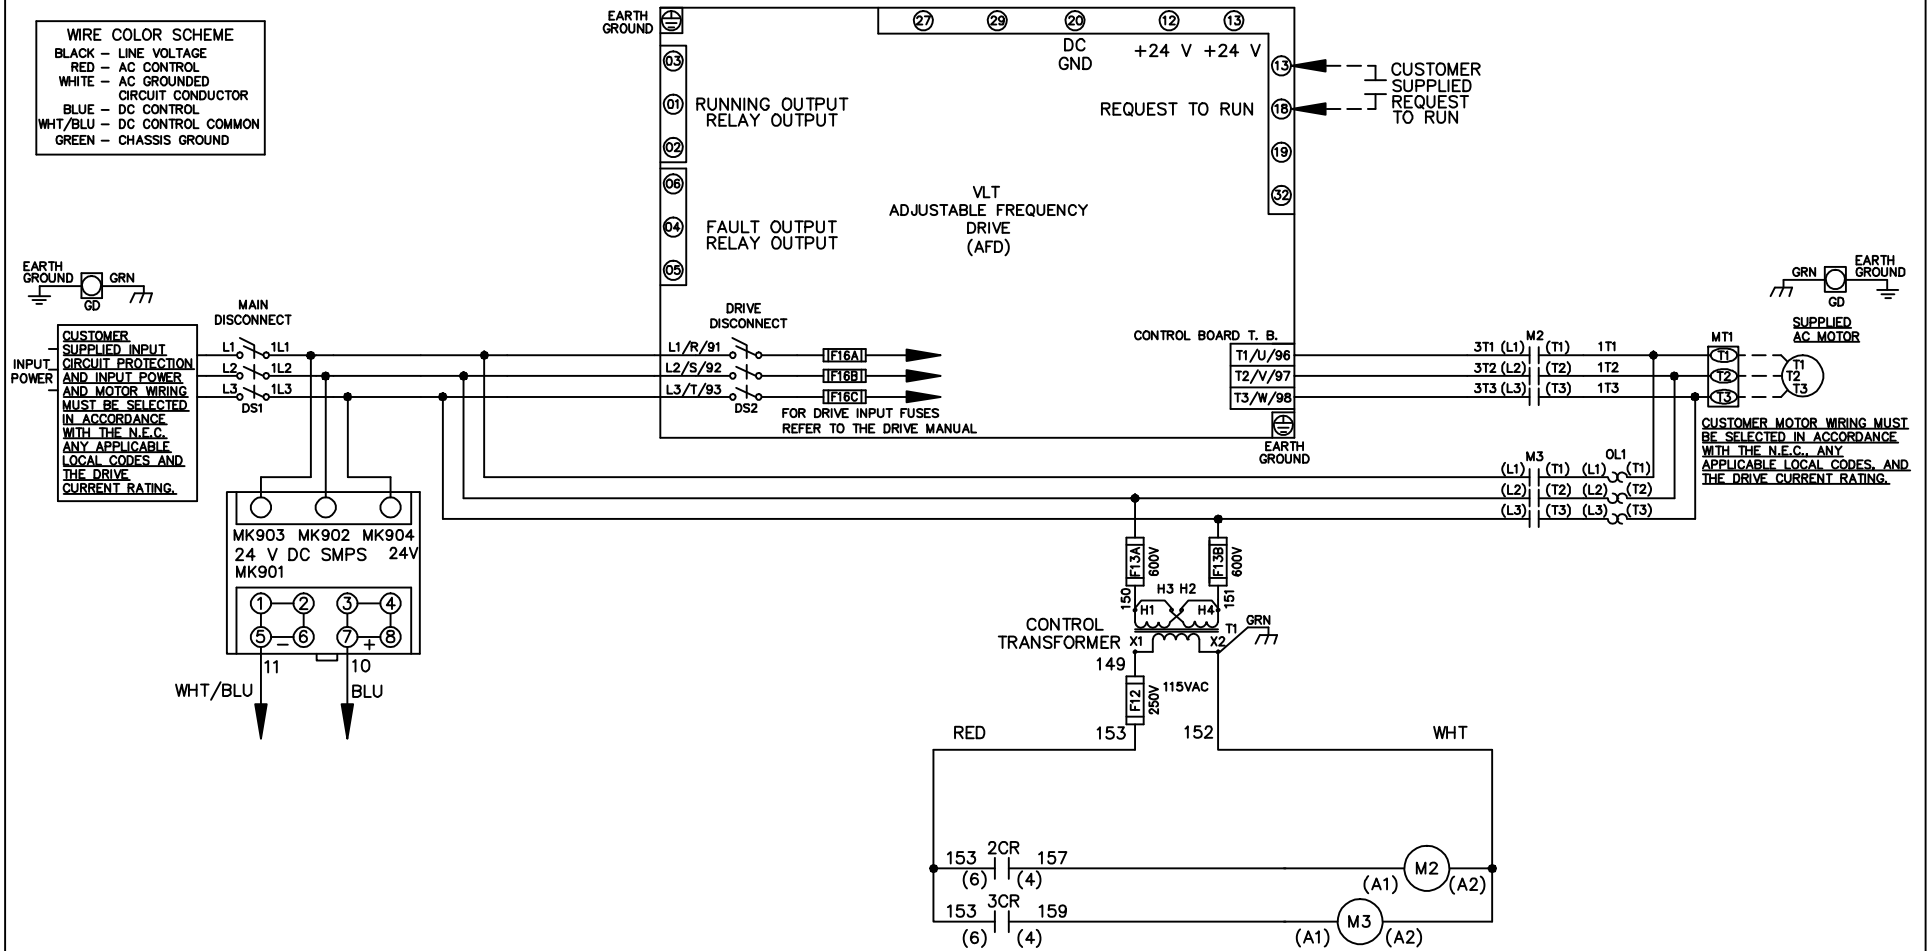 WIRE COLOR SCHEME
BLACK – LINE VOLTAGE
RED – AC CONTROL
WHITE – AC GROUNDED
CIRCUIT CONDUCTOR
BLUE – DC CONTROL
WHT/BLU – DC CONTROL COMMON
GREEN – CHASSIS GROUND
EARTH
GROUND
27 29 20 12 13
DC
GND
+24 V +24 V
03
01
02
RUNNING OUTPUT
RELAY OUTPUT
06
04
05
FAULT OUTPUT
RELAY OUTPUT
VLT
ADJUSTABLE FREQUENCY
DRIVE
(AFD)
REQUEST TO RUN
13
18
19
32
CUSTOMER
SUPPLIED
REQUEST
TO RUN
EARTH
GROUND
GRN
GD
INPUT
POWER
CUSTOMER
SUPPLIED INPUT
CIRCUIT PROTECTION
AND INPUT POWER
AND MOTOR WIRING
MUST BE SELECTED
IN ACCORDANCE
WITH THE N.E.C.
ANY APPLICABLE
LOCAL CODES AND
THE DRIVE
CURRENT RATING.
MAIN
DISCONNECT
L1 1L1
L2 1L2
L3 1L3
DS1
DRIVE
DISCONNECT
L1/R/91
L2/S/92
L3/T/93
DS2
F16A
F16B
F16C
FOR DRIVE INPUT FUSES
REFER TO THE DRIVE MANUAL
CONTROL BOARD T. B.
T1/U/96
T2/V/97
T3/W/98
EARTH
GROUND
M2
3T1 (L1) (T1) 1T1
3T2 (L2) (T2) 1T2
3T3 (L3) (T3) 1T3
MT1
T1
T2
T3
GRN
GD
EARTH
GROUND
SUPPLIED
AC MOTOR
T1
T2
T3
CUSTOMER MOTOR WIRING MUST
BE SELECTED IN ACCORDANCE
WITH THE N.E.C., ANY
APPLICABLE LOCAL CODES, AND
THE DRIVE CURRENT RATING.
M3 OL1
(L1) (T1) (L1) (T1)
(L2) (T2) (L2) (T2)
(L3) (T3) (L3) (T3)
MK903 MK902 MK904
24 V DC SMPS 24V
MK901
1 2 3 4
5 – 6 7 + 8
11 10
WHT/BLU BLU
F13A
600V
F13B
600V
150
151
H3 H2
H1 H4
CONTROL
TRANSFORMER
X1 X2
T1
GRN
149
F12
250V
115VAC
153
152
RED
WHT
153 2CR 157
(6) (4)
M2
(A1) (A2)
153 3CR 159
(6) (4)
M3
(A1) (A2)